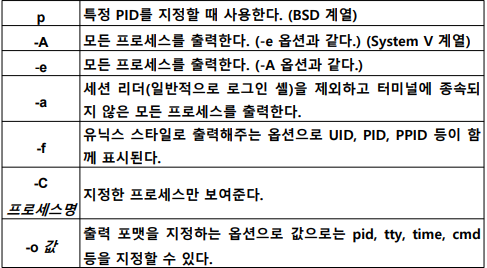 p 특정 PID를 지정할 때 사용한다. (BSD 계열)
-A 모든 프로세스를 출력한다. (-e 옵션과 같다.) (System V 계열)
-e 모든 프로세스를 출력한다. (-A 옵션과 같다.)
-a 세션 리더(일반적으로 로그인 셸)을 제외하고 터미널에 종속되
지 않은 모든 프로세스를 출력한다.
-f 유닉스 스타일로 출력해주는 옵션으로 UID, PID, PPID 등이 함
께 표시된다.
-C
프로세스명
지정한 프로세스만 보여준다.
-o 값 출력 포맷을 지정하는 옵션으로 값으로는 pid, tty, time, cmd
등을 지정할 수 있다.